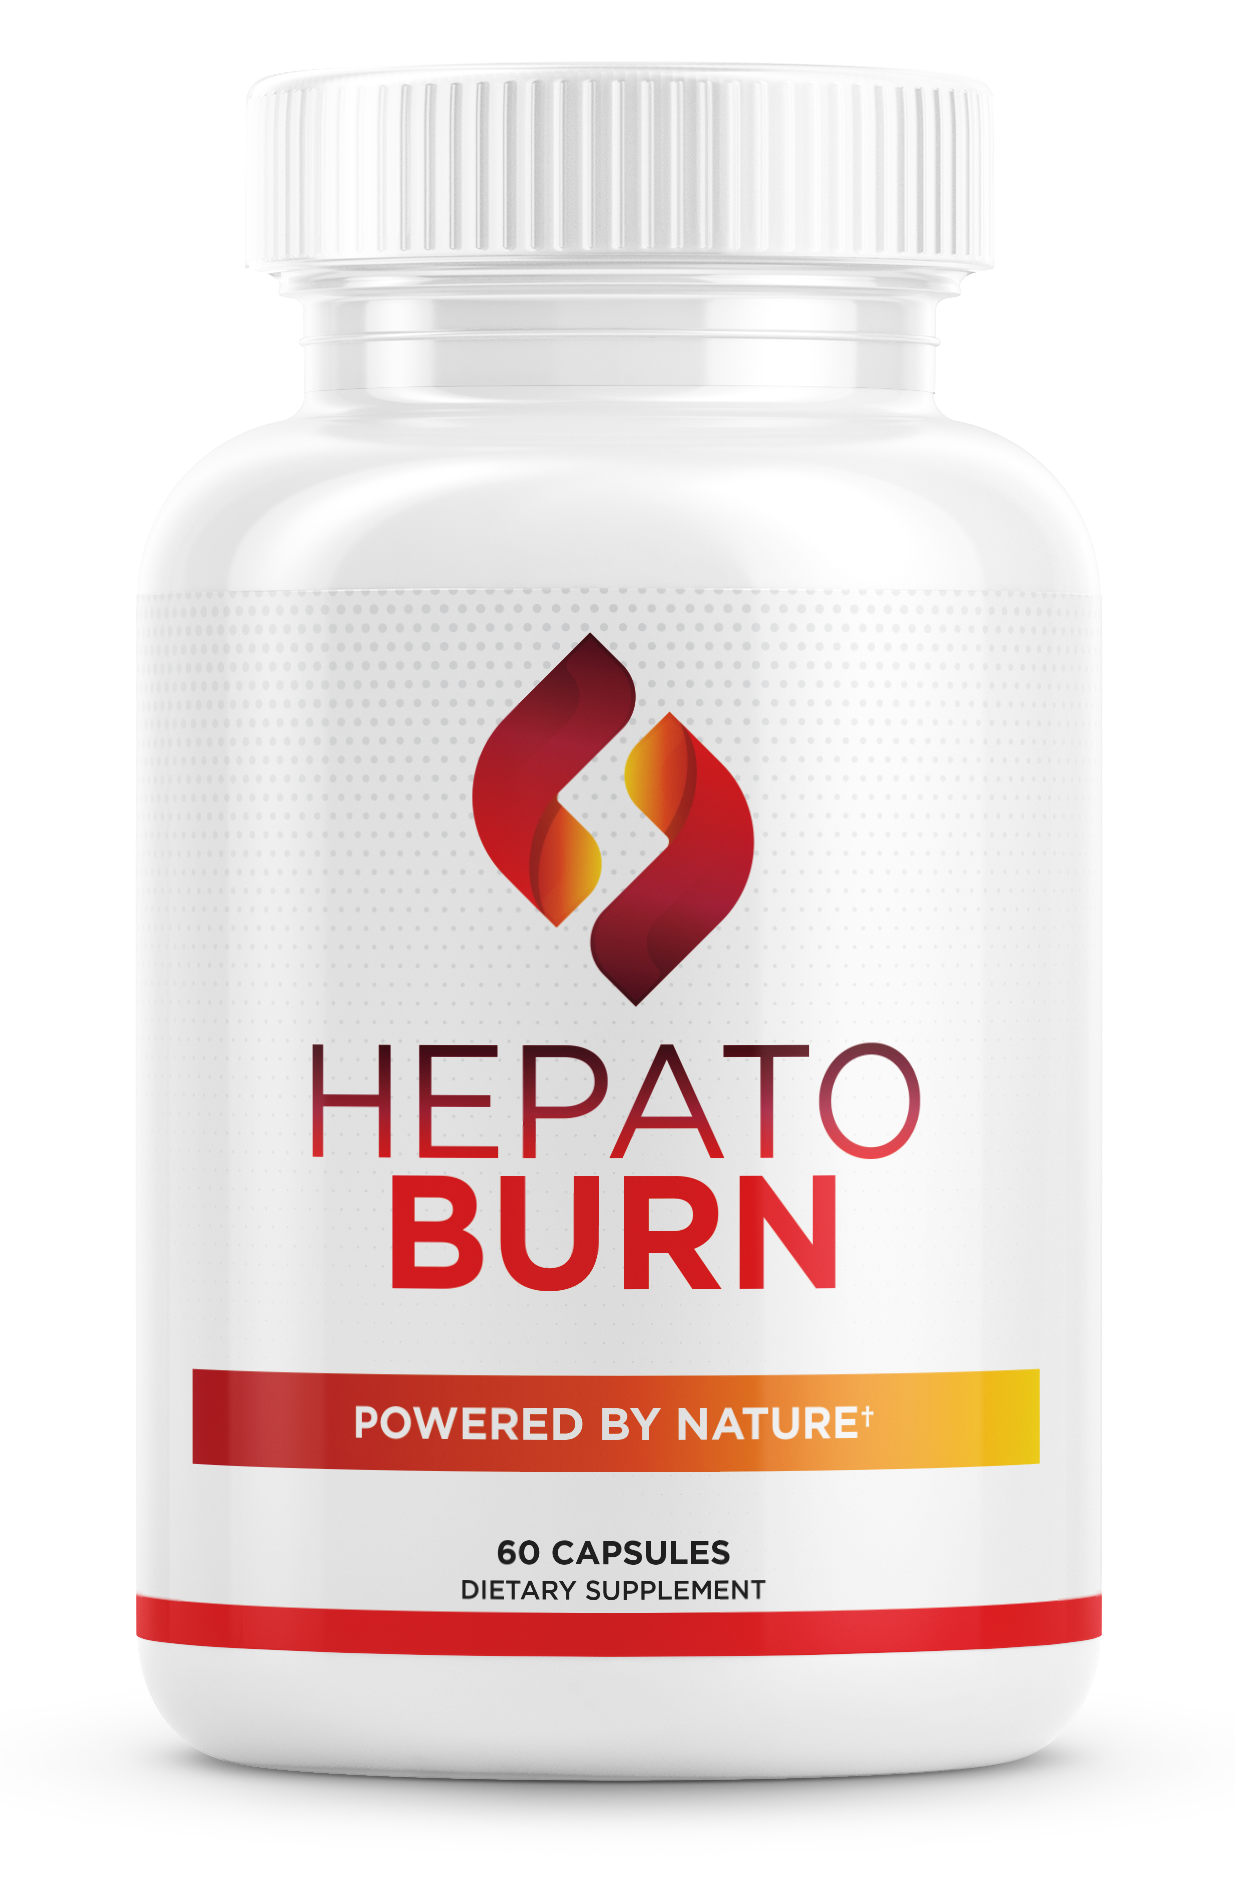 HEPATO
BURN
POWERED BY NATURE†
60 CAPSULES
DIETARY SUPPLEMENT